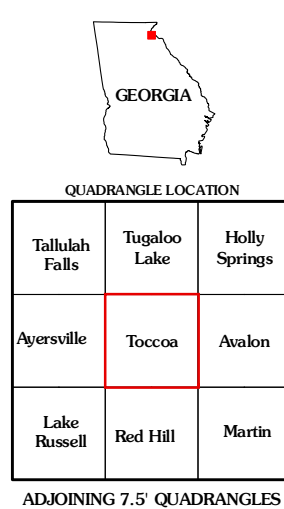 GEORGIA
QUADRANGLE LOCATION
Tallulah
Falls
Tugaloo
Lake
Holly
Springs
Ayersville
Toccoa
Avalon
Lake
Russell
Red Hill
Martin
ADJOINING 7.5' QUADRANGLES